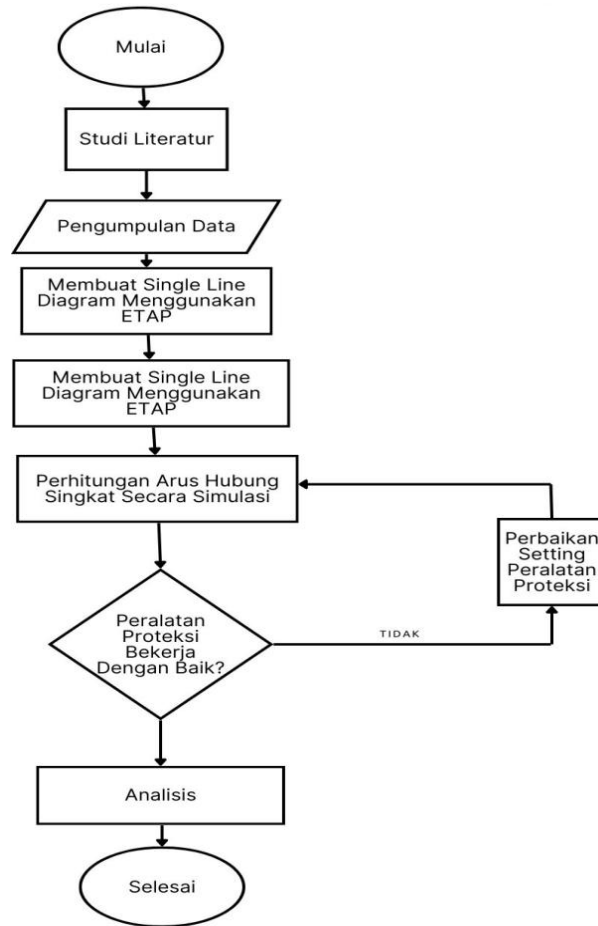 Mulai
Studi Literatur
Pengumpulan Data
Membuat Single Line
Diagram Menggunakan
ETAP
Membuat Single Line
Diagram Menggunakan
ETAP
Perhitungan Arus Hubung
Singkat Secara Simulasi
Perbaikan
Setting
Peralatan
Proteksi
Peralatan
Proteksi
Bekerja
Dengan Baik?
TIDAK
Analisis
Selesai